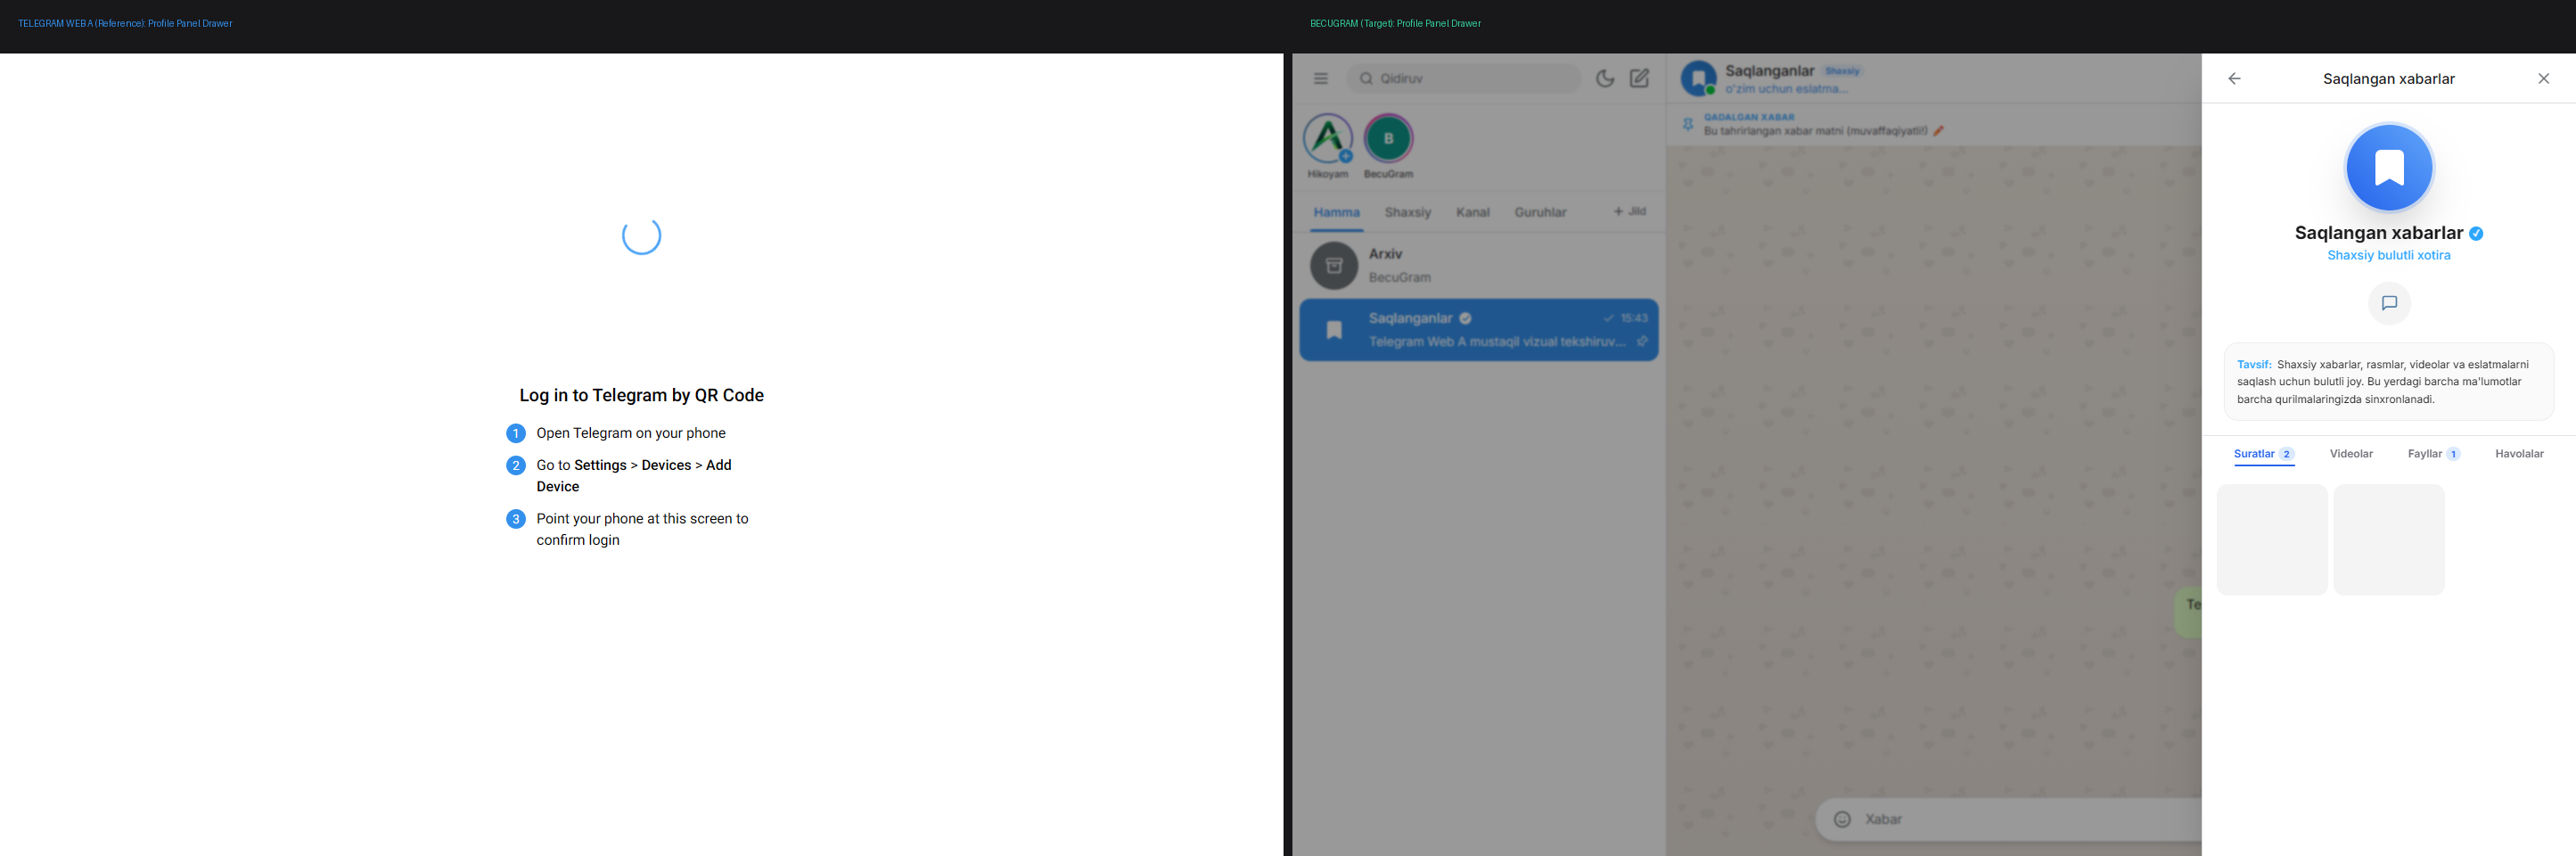 TELEGRAM WEB A (Reference): Profile Panel Drawer
Log in to Telegram by QR Code
1 Open Telegram on your phone
2 Go to Settings > Devices > Add
Device
3 Point your phone at this screen to
confirm login
BECUGRAM (Target): Profile Panel Drawer
Qidiruv
Hikoyam
B
BecuGram
Hamma Shaxsiy Kanal Guruhlar + Jild
Arxiv
BecuGram
Saqlanganlar 15:43
Telegram Web A mustaqil vizual tekshiruv...
Saqlanganlar Shaxsiy
o'zim uchun eslatma...
QADALGAN XABAR
Bu tahrirlangan xabar matni (muvaffaqiyatli!)
Te
Xabar
Saqlangan xabarlar
Saqlangan xabarlar
Shaxsiy bulutli xotira
Tavsif: Shaxsiy xabarlar, rasmlar, videolar va eslatmalarni
saqlash uchun bulutli joy. Bu yerdagi barcha ma'lumotlar
barcha qurilmalaringizda sinxronlanadi.
Suratlar 2 Videolar Fayllar 1 Havolalar